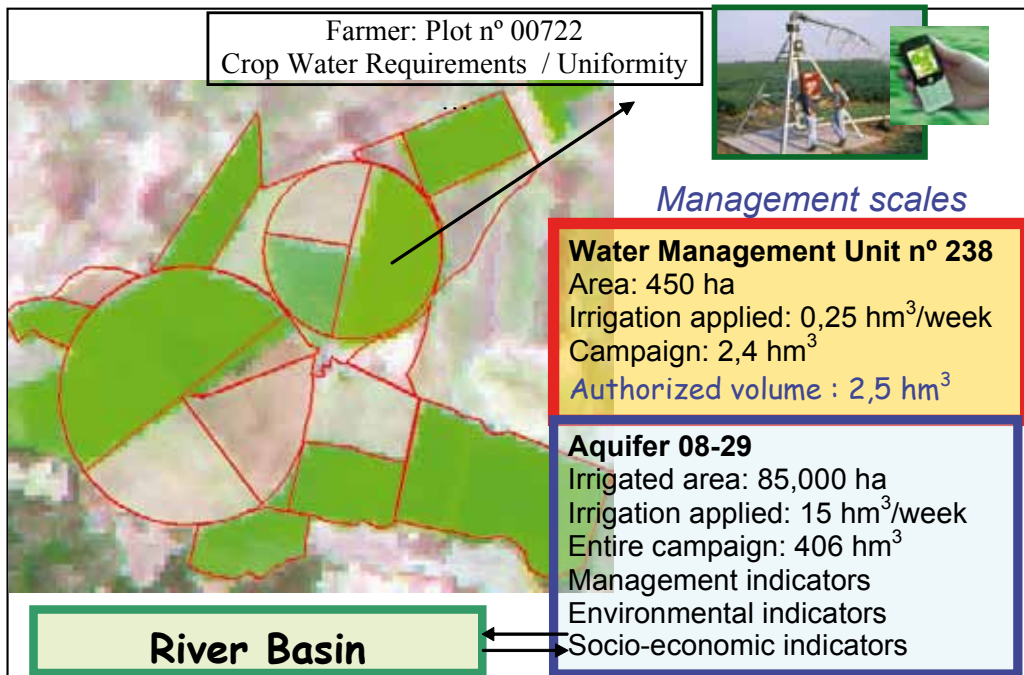 Farmer: Plot nº 00722
Crop Water Requirements / Uniformity
...
Management scales
Water Management Unit nº 238
Area: 450 ha
Irrigation applied: 0,25 hm³/week
Campaign: 2,4 hm³
Authorized volume : 2,5 hm³
Aquifer 08-29
Irrigated area: 85,000 ha
Irrigation applied: 15 hm³/week
Entire campaign: 406 hm³
Management indicators
Environmental indicators
Socio-economic indicators
River Basin